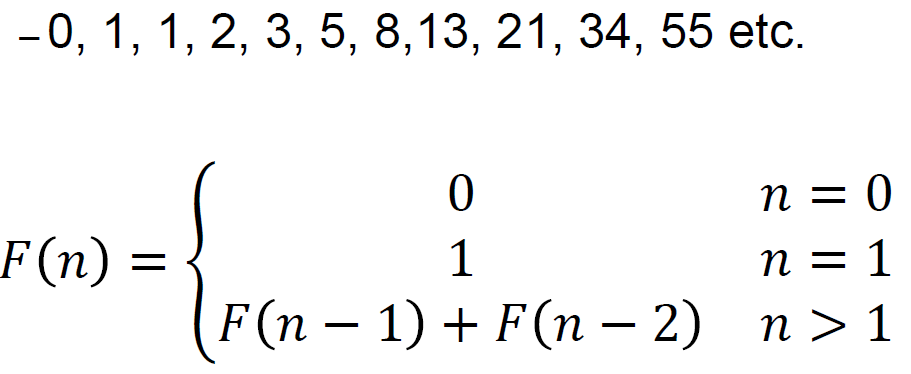 –0, 1, 1, 2, 3, 5, 8,13, 21, 34, 55 etc.
0 n = 0
F(n) = { 1 n = 1
F(n − 1) + F(n − 2) n > 1